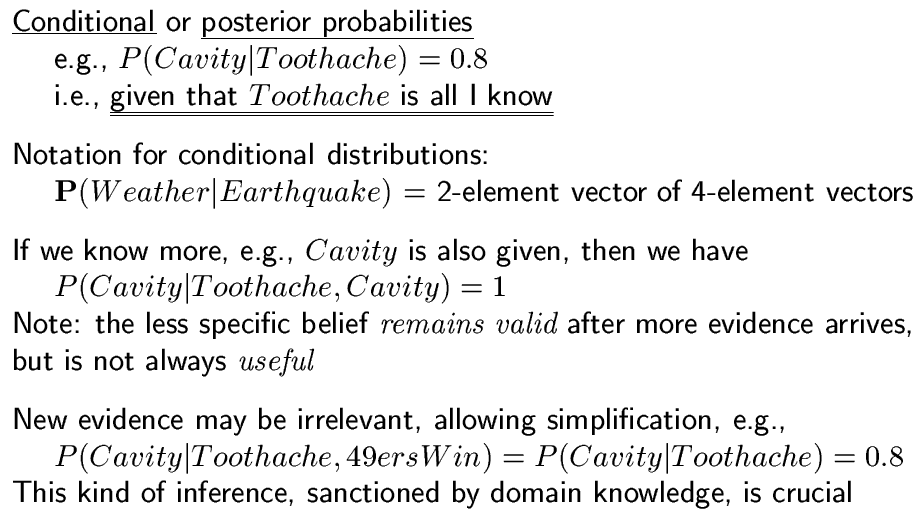 Conditional or posterior probabilities
e.g., P(Cavity|Toothache) = 0.8
i.e., given that Toothache is all I know
Notation for conditional distributions:
P(Weather|Earthquake) = 2-element vector of 4-element vectors
If we know more, e.g., Cavity is also given, then we have
P(Cavity|Toothache, Cavity) = 1
Note: the less specific belief remains valid after more evidence arrives,
but is not always useful
New evidence may be irrelevant, allowing simplification, e.g.,
P(Cavity|Toothache, 49ersWin) = P(Cavity|Toothache) = 0.8
This kind of inference, sanctioned by domain knowledge, is crucial